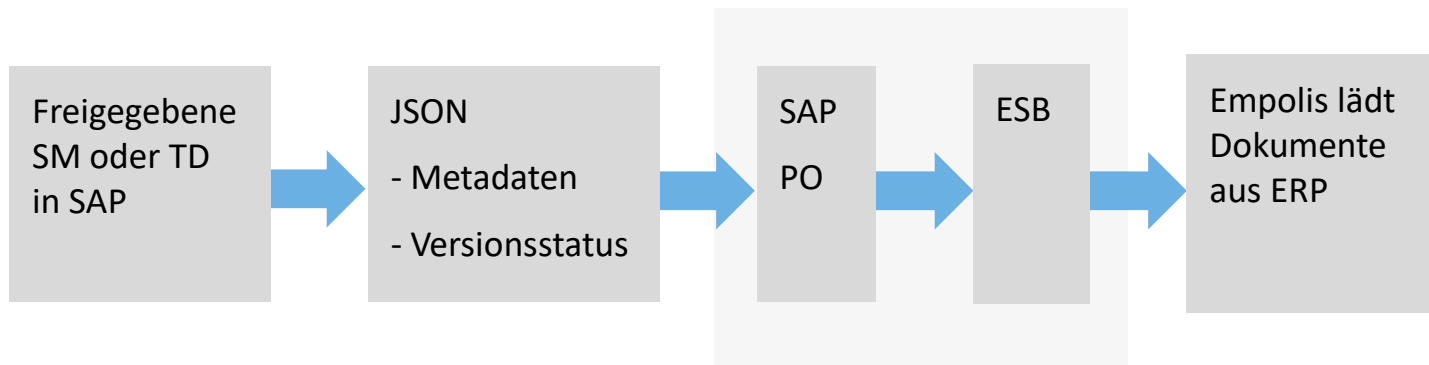 Freigegebene
SM oder TD
in SAP
JSON
- Metadaten
- Versionsstatus
SAP
PO
ESB
Empolis lädt
Dokumente
aus ERP